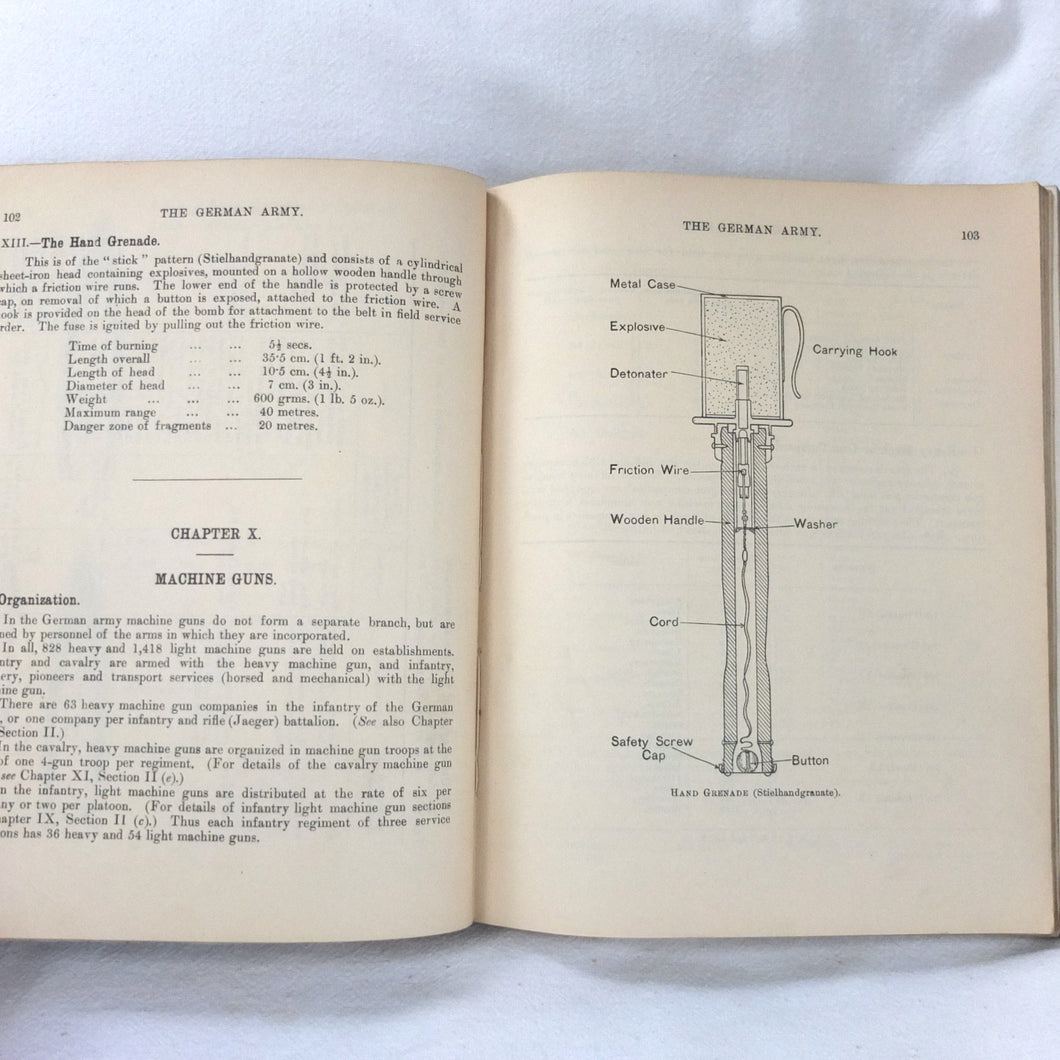 102
THE GERMAN ARMY.
XIII.—The Hand Grenade.
This is of the "stick" pattern (Stielhandgranate) and consists of a cylindrical
sheet-iron head containing explosives, mounted on a hollow wooden handle through
which a friction wire runs. The lower end of the handle is protected by a screw
cap, on removal of which a button is exposed, attached to the friction wire. A
ook is provided on the head of the bomb for attachment to the belt in field service
rder. The fuse is ignited by pulling out the friction wire.
Time of burning ... ... 5½ secs.
Length overall ... ... 35·5 cm. (1 ft. 2 in.).
Length of head ... ... 10·5 cm. (4½ in.).
Diameter of head ... ... 7 cm. (3 in.).
Weight ... ... ... 600 grms. (1 lb. 5 oz.).
Maximum range ... ... 40 metres.
Danger zone of fragments ... 20 metres.
CHAPTER X.
MACHINE GUNS.
Organization.
In the German army machine guns do not form a separate branch, but are
ned by personnel of the arms in which they are incorporated.
In all, 828 heavy and 1,418 light machine guns are held on establishments.
ntry and cavalry are armed with the heavy machine gun, and infantry,
ery, pioneers and transport services (horsed and mechanical) with the light
ine gun.
There are 63 heavy machine gun companies in the infantry of the German
, or one company per infantry and rifle (Jaeger) battalion. (See also Chapter
Section II.)
In the cavalry, heavy machine guns are organized in machine gun troops at the
of one 4-gun troop per regiment. (For details of the cavalry machine gun
see Chapter XI, Section II (e).)
n the infantry, light machine guns are distributed at the rate of six per
ny or two per platoon. (For details of infantry light machine gun sections
apter IX, Section II (c).) Thus each infantry regiment of three service
ons has 36 heavy and 54 light machine guns.
THE GERMAN ARMY.
103
Metal Case
Explosive
Carrying Hook
Detonater
Friction Wire
Wooden Handle
Washer
Cord
Safety Screw
Cap
Button
HAND GRENADE (Stielhandgranate).